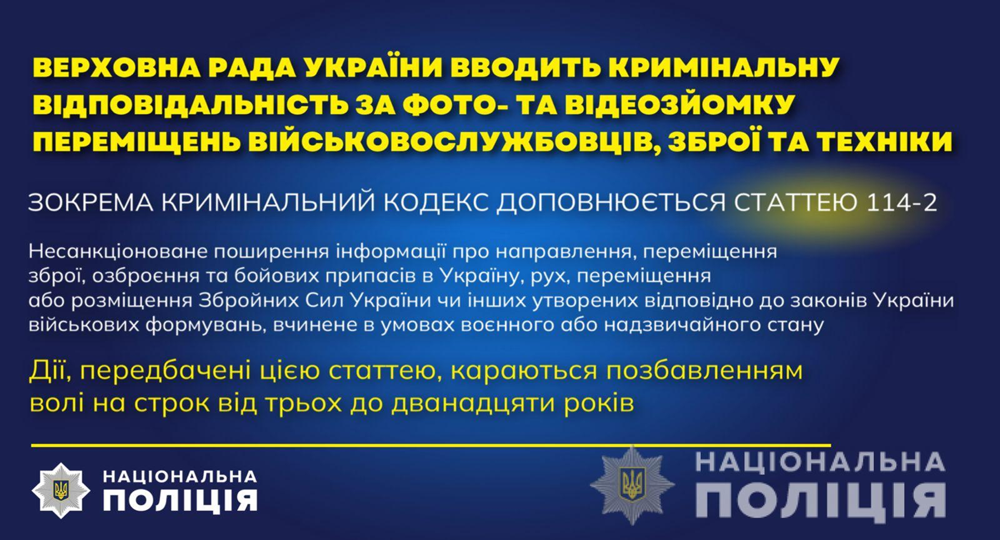 ВЕРХОВНА РАДА УКРАЇНИ ВВОДИТЬ КРИМІНАЛЬНУ
ВІДПОВІДАЛЬНІСТЬ ЗА ФОТО- ТА ВІДЕОЗЙОМКУ
ПЕРЕМІЩЕНЬ ВІЙСЬКОВОСЛУЖБОВЦІВ, ЗБРОЇ ТА ТЕХНІКИ
ЗОКРЕМА КРИМІНАЛЬНИЙ КОДЕКС ДОПОВНЮЄТЬСЯ СТАТТЕЮ 114-2
Несанкціоноване поширення інформації про направлення, переміщення
зброї, озброєння та бойових припасів в Україну, рух, переміщення
або розміщення Збройних Сил України чи інших утворених відповідно до законів України
військових формувань, вчинене в умовах воєнного або надзвичайного стану
Дії, передбачені цією статтею, караються позбавленням
волі на строк від трьох до дванадцяти років
НАЦІОНАЛЬНА
ПОЛІЦІЯ
НАЦІОНАЛЬНА
ПОЛІЦІЯ